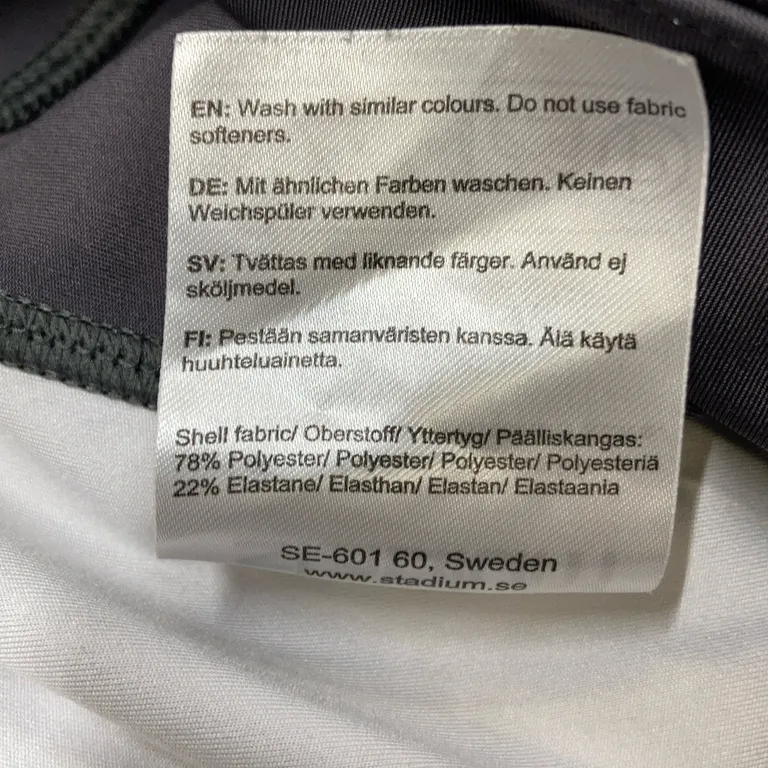 EN: Wash with similar colours. Do not use fabric
softeners.
DE: Mit ähnlichen Farben waschen. Keinen
Weichspüler verwenden.
SV: Tvättas med liknande färger. Använd ej
sköljmedel.
FI: Pestään samanväristen kanssa. Älä käytä
huuhteluainetta.
Shell fabric/ Oberstoff/ Yttertyg/ Päälliskangas:
78% Polyester/ Polyester/ Polyester/ Polyesteriä
22% Elastane/ Elasthan/ Elastan/ Elastaania
SE-601 60, Sweden
www.stadium.se